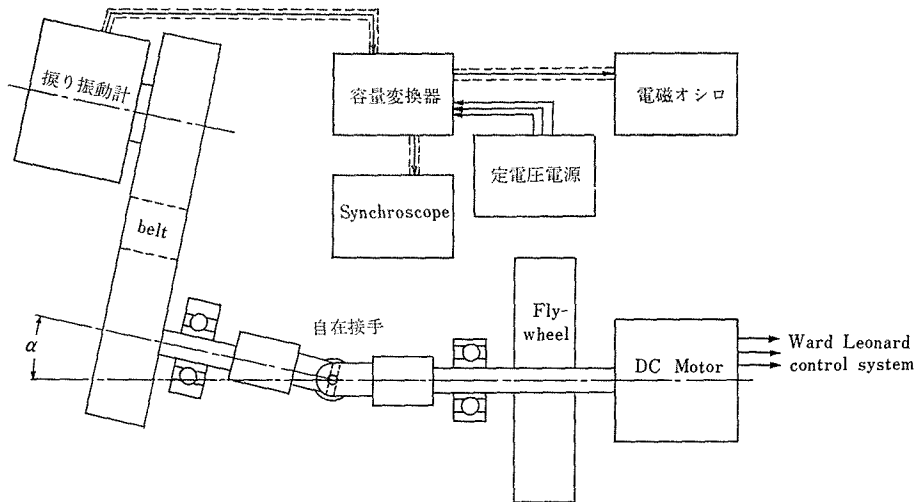 捩り振動計
容量変換器
電磁オシロ
定電圧電源
Synchroscope
belt
自在接手
Fly-
wheel
α
DC Motor
Ward Leonard
control system